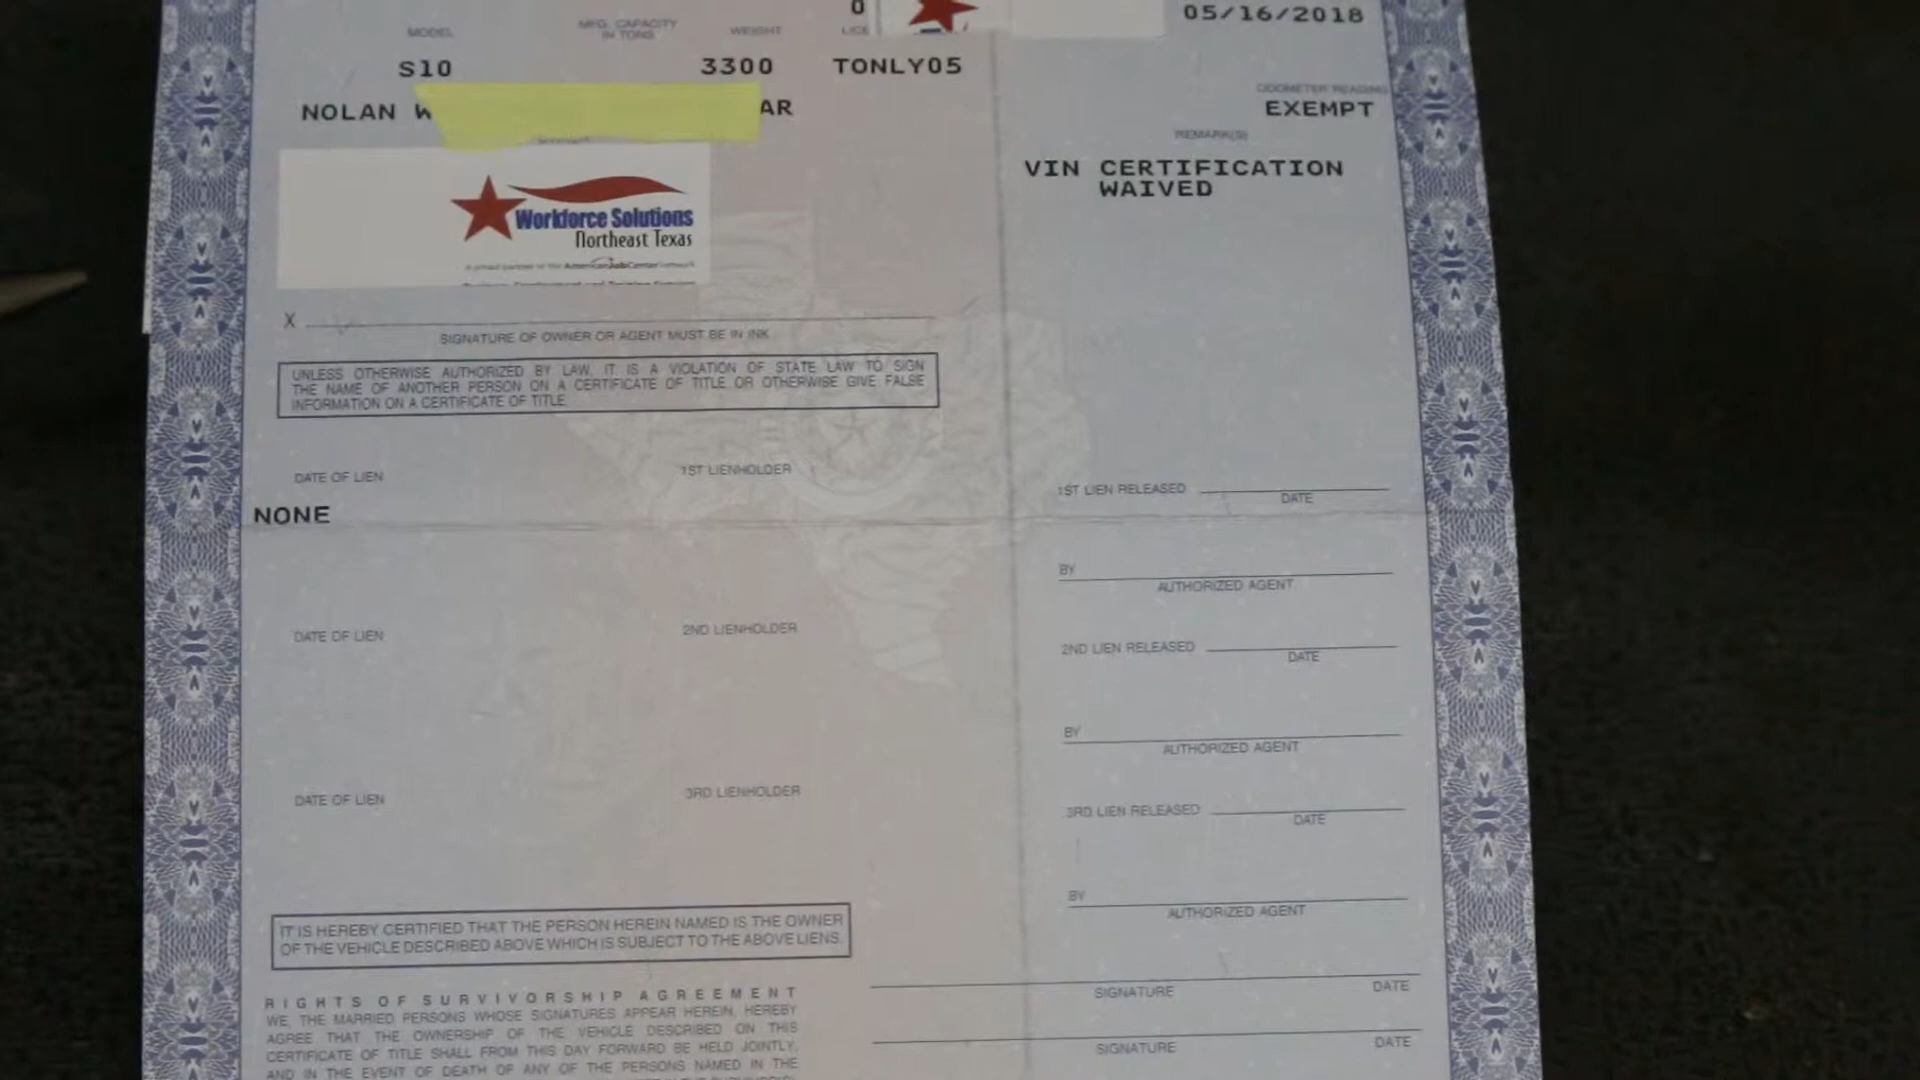 0
05/16/2018
MODEL
MFG. CAPACITY
IN TONS
WEIGHT
S10
3300
TONLY05
ODOMETER READING
NOLAN W
AR
EXEMPT
REMARK(S)
VIN CERTIFICATION
WAIVED
Workforce Solutions
Northeast Texas
A proud partner of the AmericanJobCenter network
X
SIGNATURE OF OWNER OR AGENT MUST BE IN INK
UNLESS OTHERWISE AUTHORIZED BY LAW, IT IS A VIOLATION OF STATE LAW TO SIGN
THE NAME OF ANOTHER PERSON ON A CERTIFICATE OF TITLE OR OTHERWISE GIVE FALSE
INFORMATION ON A CERTIFICATE OF TITLE.
DATE OF LIEN
1ST LIENHOLDER
1ST LIEN RELEASED
DATE
NONE
BY
AUTHORIZED AGENT
DATE OF LIEN
2ND LIENHOLDER
2ND LIEN RELEASED
DATE
BY
AUTHORIZED AGENT
DATE OF LIEN
3RD LIENHOLDER
3RD LIEN RELEASED
DATE
BY
AUTHORIZED AGENT
IT IS HEREBY CERTIFIED THAT THE PERSON HEREIN NAMED IS THE OWNER
OF THE VEHICLE DESCRIBED ABOVE WHICH IS SUBJECT TO THE ABOVE LIENS.
SIGNATURE
DATE
RIGHTS OF SURVIVORSHIP AGREEMENT
WE, THE MARRIED PERSONS WHOSE SIGNATURES APPEAR HEREIN, HEREBY
AGREE THAT THE OWNERSHIP OF THE VEHICLE DESCRIBED ON THIS
CERTIFICATE OF TITLE SHALL FROM THIS DAY FORWARD BE HELD JOINTLY,
AND IN THE EVENT OF DEATH OF ANY OF THE PERSONS NAMED IN THE
SIGNATURE
DATE